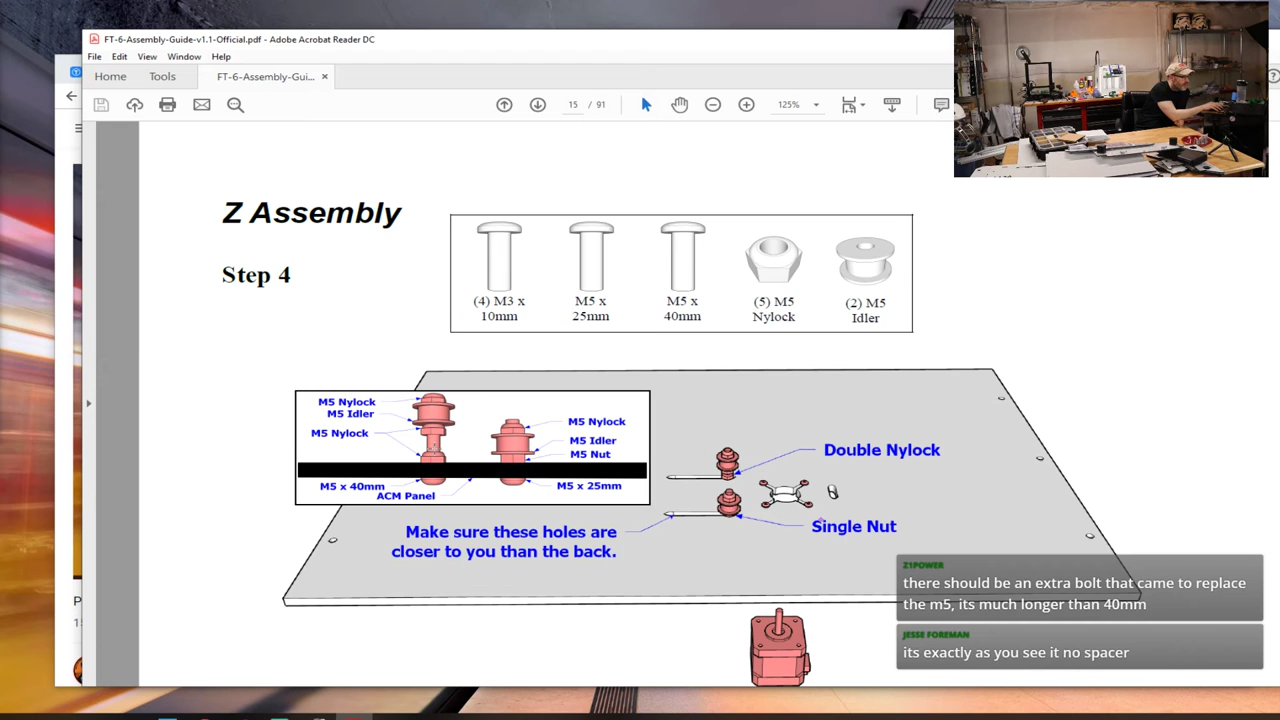 FT-6-Assembly-Guide-v1.1-Official.pdf - Adobe Acrobat Reader DC
File Edit View Window Help
Home Tools FT-6-Assembly-Gui... ×
15 / 91 125%
Z Assembly
Step 4
(4) M3 x
10mm
M5 x
25mm
M5 x
40mm
(5) M5
Nylock
(2) M5
Idler
M5 Nylock
M5 Idler
M5 Nylock
M5 x 40mm
ACM Panel
M5 Nylock
M5 Idler
M5 Nut
M5 x 25mm
Double Nylock
Single Nut
Make sure these holes are
closer to you than the back.
Z1POWER
there should be an extra bolt that came to replace
the m5, its much longer than 40mm
JESSE FOREMAN
its exactly as you see it no spacer